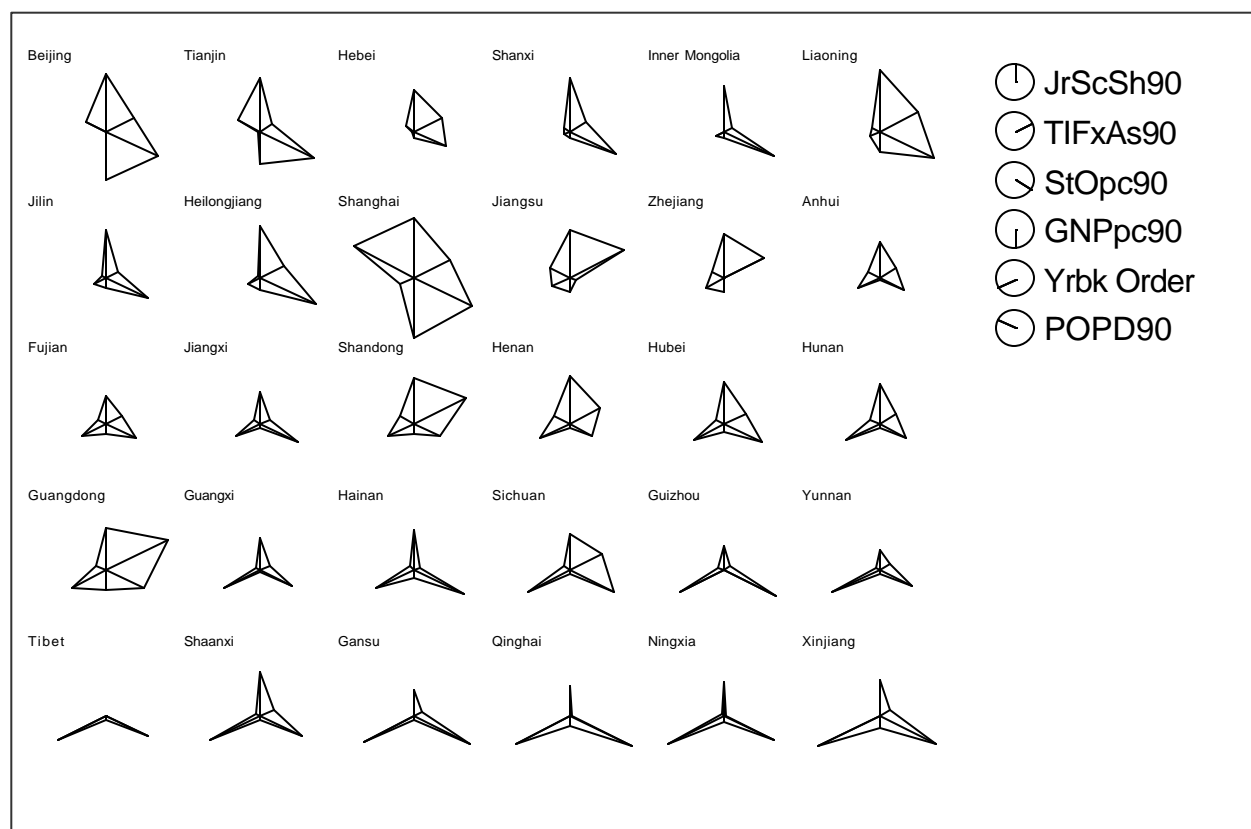 Beijing Tianjin Hebei Shanxi Inner Mongolia Liaoning
Jilin Heilongjiang Shanghai Jiangsu Zhejiang Anhui
Fujian Jiangxi Shandong Henan Hubei Hunan
Guangdong Guangxi Hainan Sichuan Guizhou Yunnan
Tibet Shaanxi Gansu Qinghai Ningxia Xinjiang
JrScSh90
TIFxAs90
StOpc90
GNPpc90
Yrbk Order
POPD90